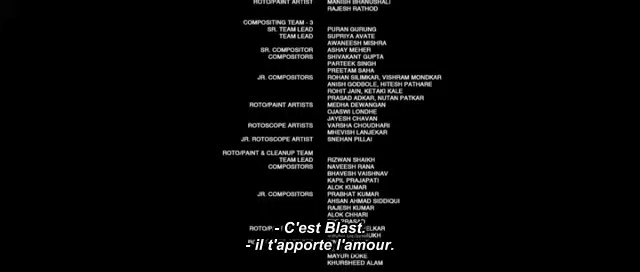 ROTO/PAINT ARTIST MANISH BHANUSHALI
RAJESH RATHOD
COMPOSITING TEAM - 3
SR. TEAM LEAD PURAN GURUNG
TEAM LEAD SUPRIYA AVATE
AWANEESH MISHRA
SR. COMPOSITOR ASHAY MEHER
COMPOSITORS SHIVAKANT GUPTA
PARTEEK SINGH
PREETAM SAHA
JR. COMPOSITORS ROHAN SILIMKAR, VISHRAM MONDKAR
ANISH GODBOLE, HITESH PATHARE
ROHIT JAIN, KETAKI KALE
PRASAD ADKAR, NUTAN PATKAR
ROTO/PAINT ARTISTS MEDHA DEWANGAN
OJASWI LONDHE
JAYESH CHAVAN
ROTOSCOPE ARTISTS VARSHA CHOUDHARI
MHEVISH LANJEKAR
JR. ROTOSCOPE ARTIST SNEHAN PILLAI
ROTO/PAINT & CLEANUP TEAM
TEAM LEAD RIZWAN SHAIKH
COMPOSITORS NAVEESH RANA
BHAVESH VAISHNAV
KAPIL PRAJAPATI
ALOK KUMAR
JR. COMPOSITORS PRABHAT KUMAR
AHSAN AHMAD SIDDIQUI
RAJESH KUMAR
ALOK CHHARI
- C'est Blast.
- il t'apporte l'amour.
MAYUR DOKE
KHURSHEED ALAM